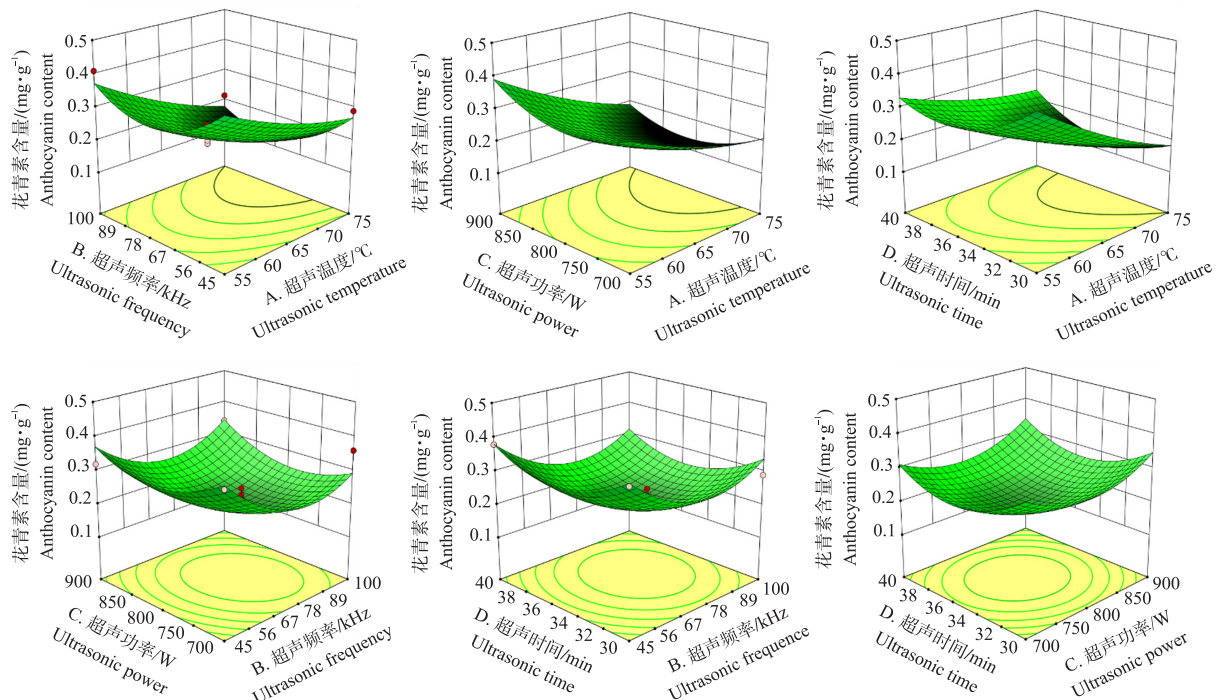 花青素含量/(mg•g⁻¹)
Anthocyanin content
0.5
0.4
0.3
0.2
0.1
100
89
78
67
56
45
B. 超声频率/kHz
Ultrasonic frequency
55
60
65
70
75
A. 超声温度/℃
Ultrasonic temperature
花青素含量/(mg•g⁻¹)
Anthocyanin content
0.5
0.4
0.3
0.2
0.1
900
850
800
750
700
C. 超声功率/W
Ultrasonic power
55
60
65
70
75
A. 超声温度/℃
Ultrasonic temperature
花青素含量/(mg•g⁻¹)
Anthocyanin content
0.5
0.4
0.3
0.2
0.1
40
38
36
34
32
30
D. 超声时间/min
Ultrasonic time
55
60
65
70
75
A. 超声温度/℃
Ultrasonic temperature
花青素含量/(mg•g⁻¹)
Anthocyanin content
0.5
0.4
0.3
0.2
0.1
900
850
800
750
700
C. 超声功率/W
Ultrasonic power
45
56
67
78
89
100
B. 超声频率/kHz
Ultrasonic frequency
花青素含量/(mg•g⁻¹)
Anthocyanin content
0.5
0.4
0.3
0.2
0.1
40
38
36
34
32
30
D. 超声时间/min
Ultrasonic time
45
56
67
78
89
100
B. 超声频率/kHz
Ultrasonic frequence
花青素含量/(mg•g⁻¹)
Anthocyanin content
0.5
0.4
0.3
0.2
0.1
40
38
36
34
32
30
D. 超声时间/min
Ultrasonic time
700
750
800
850
900
C. 超声功率/W
Ultrasonic power